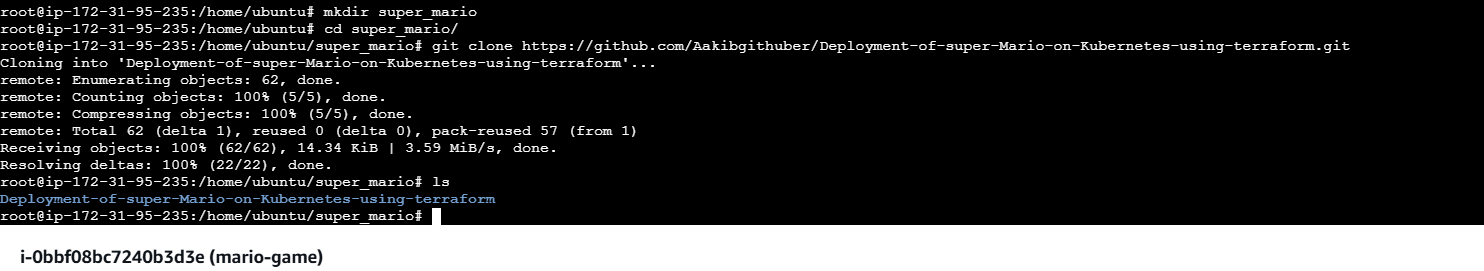 root@ip-172-31-95-235:/home/ubuntu# mkdir super_mario
root@ip-172-31-95-235:/home/ubuntu# cd super_mario/
root@ip-172-31-95-235:/home/ubuntu/super_mario# git clone https://github.com/Aakibgithuber/Deployment-of-super-Mario-on-Kubernetes-using-terraform.git
Cloning into 'Deployment-of-super-Mario-on-Kubernetes-using-terraform'...
remote: Enumerating objects: 62, done.
remote: Counting objects: 100% (5/5), done.
remote: Compressing objects: 100% (5/5), done.
remote: Total 62 (delta 1), reused 0 (delta 0), pack-reused 57 (from 1)
Receiving objects: 100% (62/62), 14.34 KiB | 3.59 MiB/s, done.
Resolving deltas: 100% (22/22), done.
root@ip-172-31-95-235:/home/ubuntu/super_mario# ls
Deployment-of-super-Mario-on-Kubernetes-using-terraform
root@ip-172-31-95-235:/home/ubuntu/super_mario#
i-0bbf08bc7240b3d3e (mario-game)